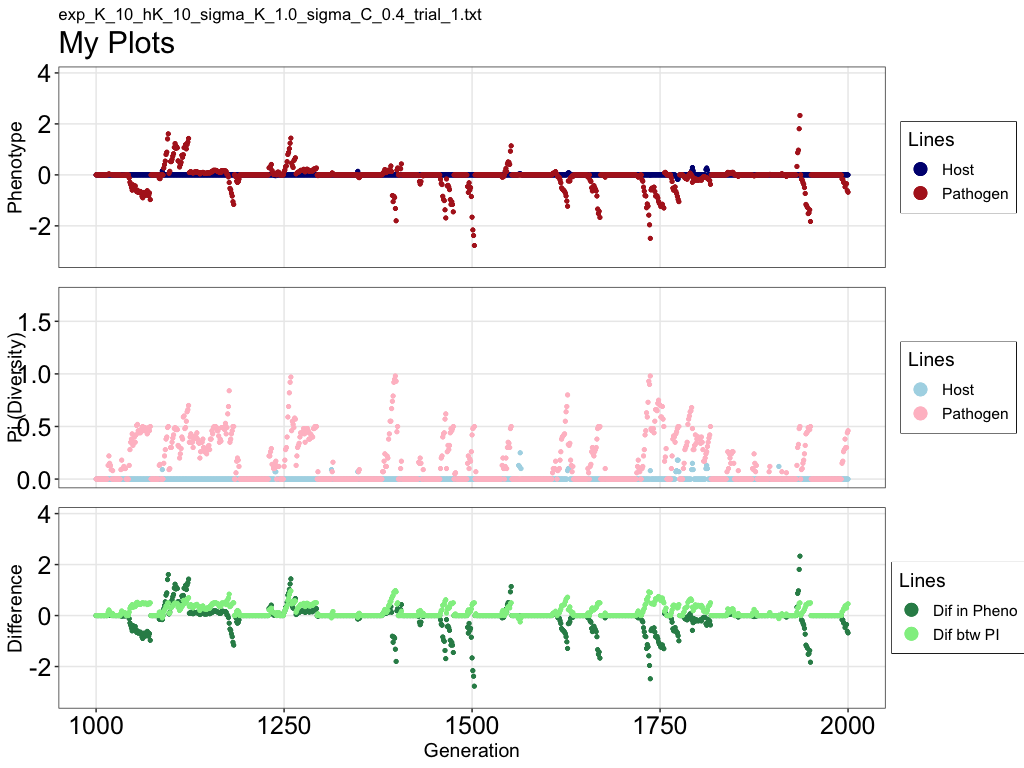 exp_K_10_hK_10_sigma_K_1.0_sigma_C_0.4_trial_1.txt
My Plots
Phenotype
4
2
0
-2
Lines
Host
Pathogen
Pi (Diversity)
1.5
1.0
0.5
0.0
Lines
Host
Pathogen
Difference
4
2
0
-2
Lines
Dif in Pheno
Dif btw PI
1000 1250 1500 1750 2000
Generation